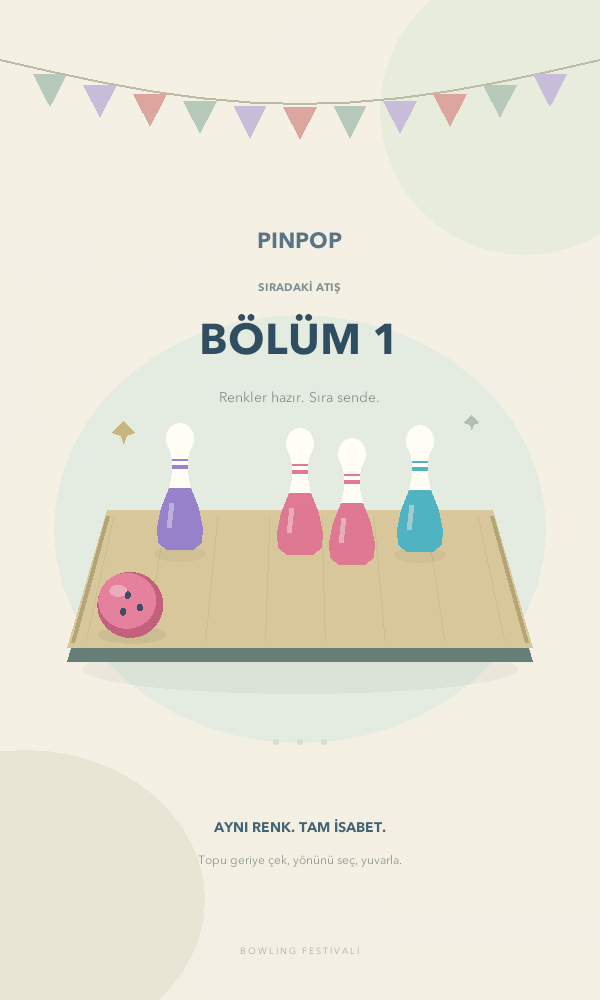 PINPOP
SIRADAKİ ATIŞ
BÖLÜM 1
Renkler hazır. Sıra sende.
AYNI RENK. TAM İSABET.
Topu geriye çek, yönünü seç, yuvarla.
BOWLING FESTİVALİ